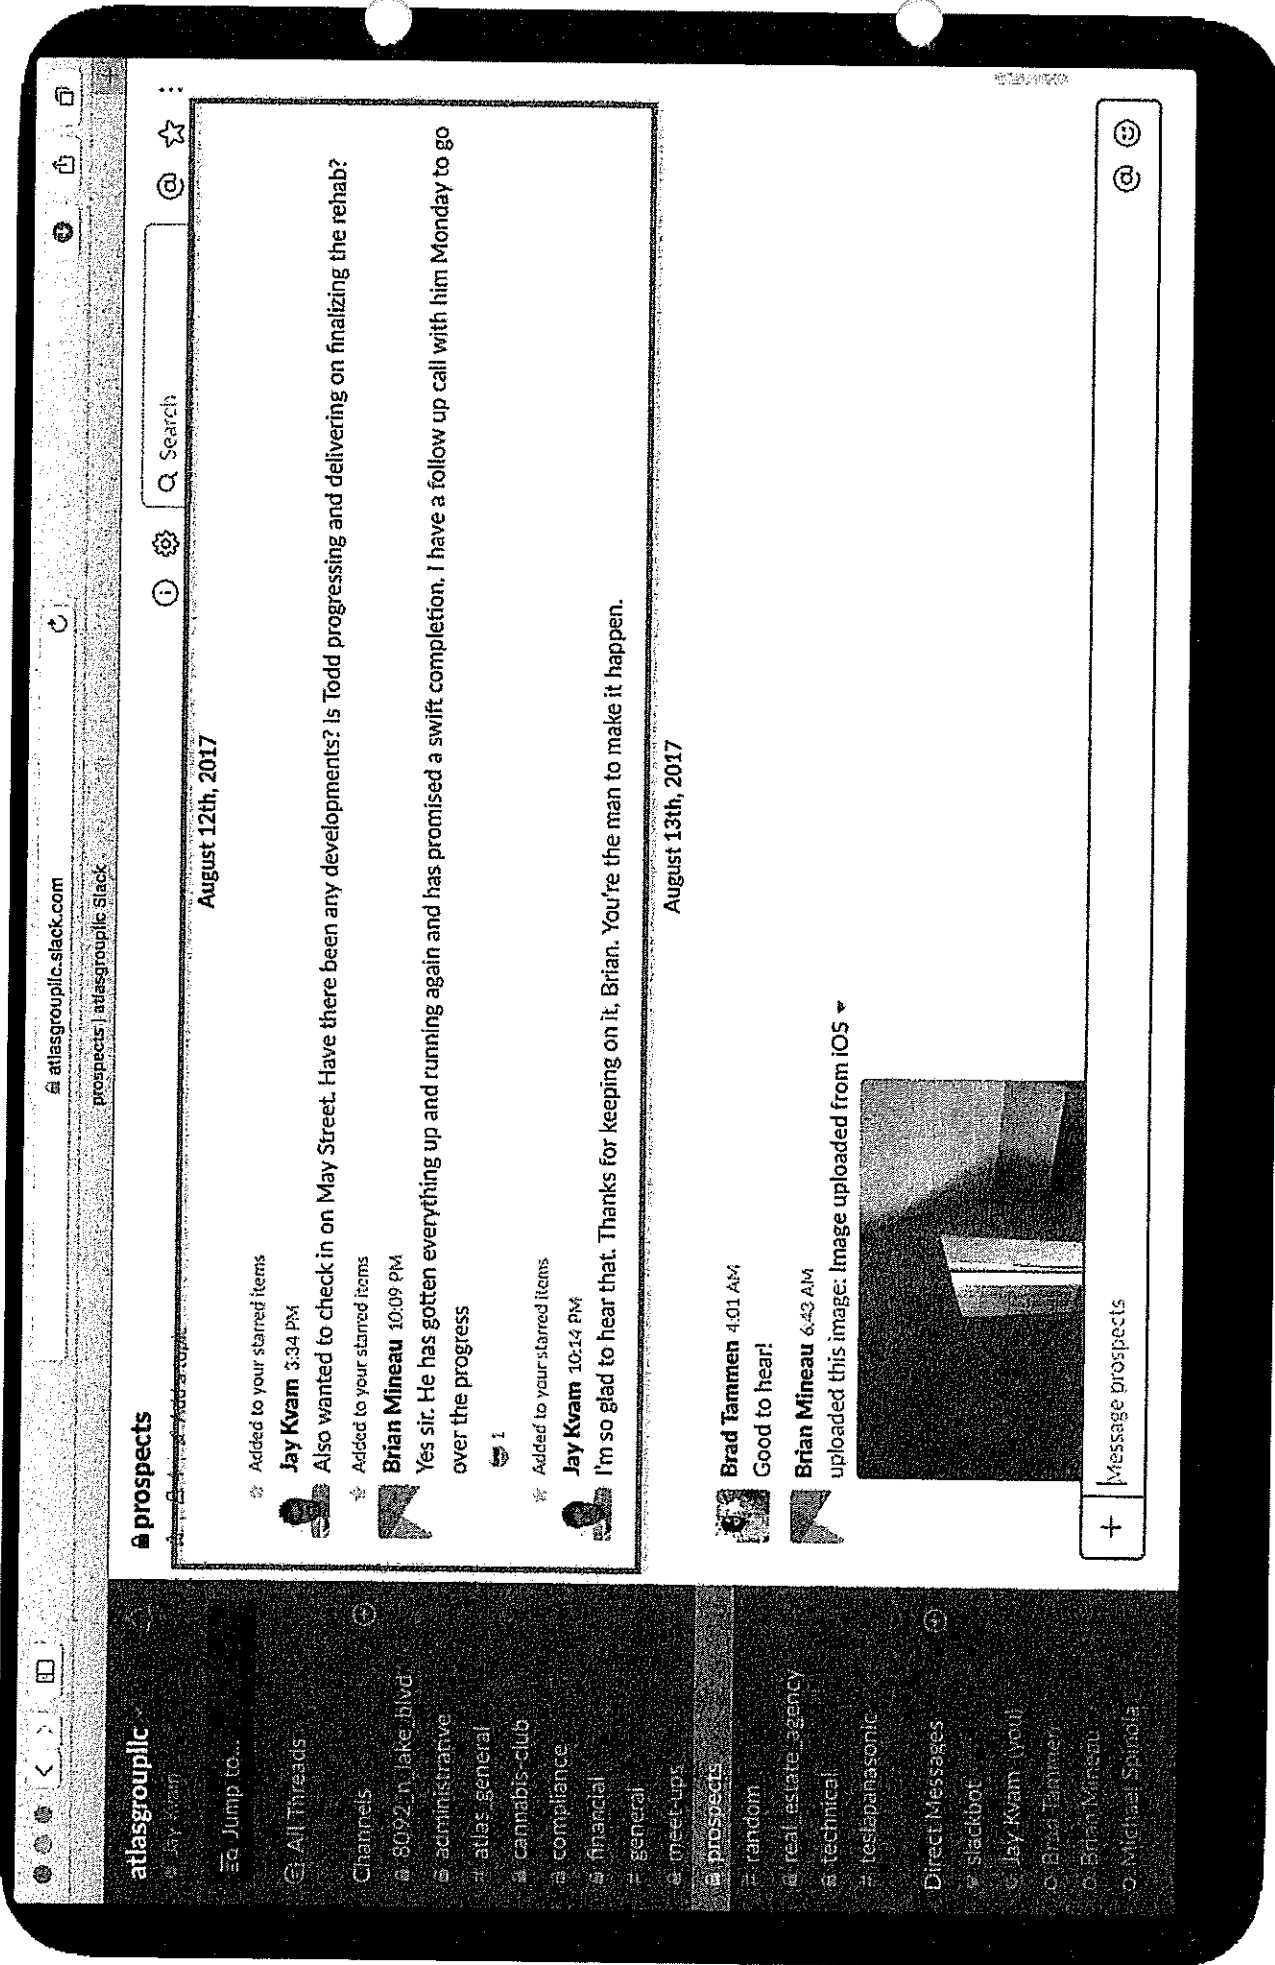 atlasgroupllc.slack.com
prospects | atlasgroupllc Slack
atlasgroupllc
Jay Kvam
Jump to...
All Threads
Channels
8092_n_lake_blvd
administrative
# atlas_general
cannabis-club
compliance
financial
# general
meet-ups
prospects
# random
real_estate_agency
technical
# teslapanasonic
Direct Messages
slackbot
Jay Kvam (you)
Brad Tammen
Brian Mineau
Michael Spinola
prospects
Add a topic
Search
August 12th, 2017
Added to your starred items
Jay Kvam 3:34 PM
Also wanted to check in on May Street. Have there been any developments? Is Todd progressing and delivering on finalizing the rehab?
Added to your starred items
Brian Mineau 10:09 PM
Yes sir. He has gotten everything up and running again and has promised a swift completion. I have a follow up call with him Monday to go
over the progress
1
Added to your starred items
Jay Kvam 10:14 PM
I'm so glad to hear that. Thanks for keeping on it, Brian. You're the man to make it happen.
August 13th, 2017
Brad Tammen 4:01 AM
Good to hear!
Brian Mineau 6:43 AM
uploaded this image: Image uploaded from iOS
Message prospects